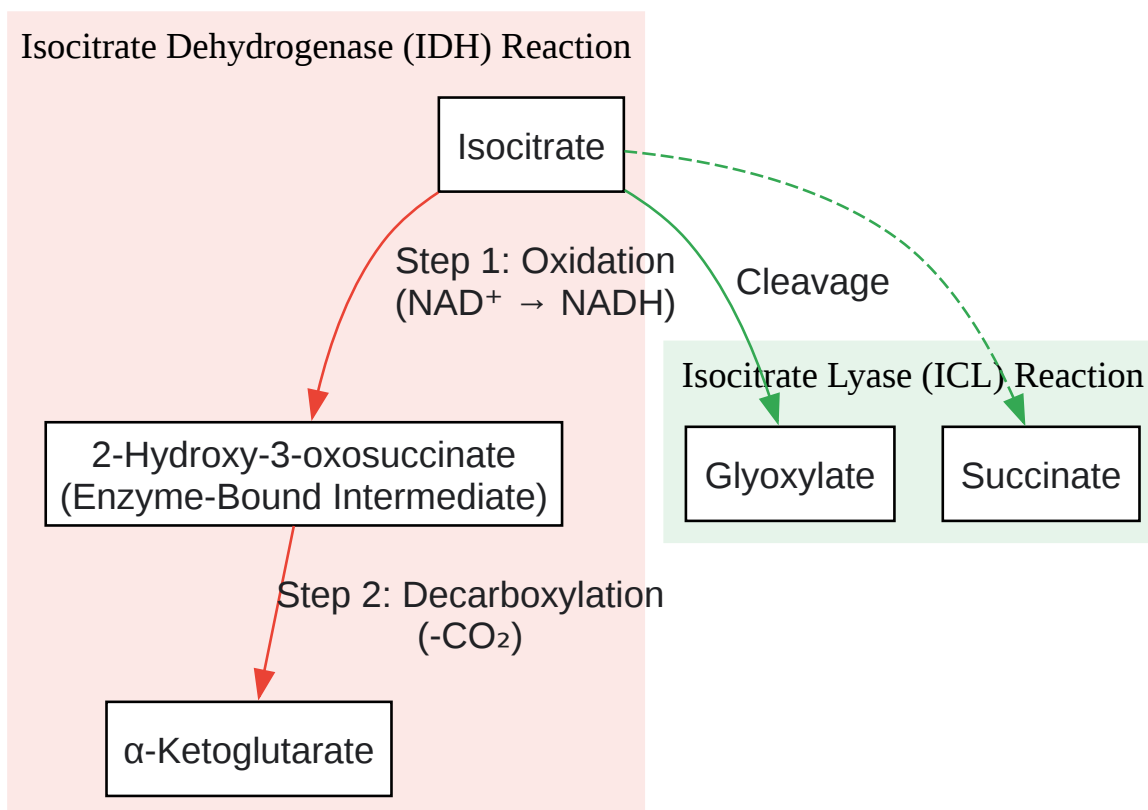 Isocitrate Dehydrogenase (IDH) Reaction
Isocitrate
Step 1: Oxidation
(NAD⁺ → NADH)
Cleavage
Isocitrate Lyase (ICL) Reaction
2-Hydroxy-3-oxosuccinate
(Enzyme-Bound Intermediate)
Glyoxylate
Succinate
Step 2: Decarboxylation
(-CO₂)
α-Ketoglutarate